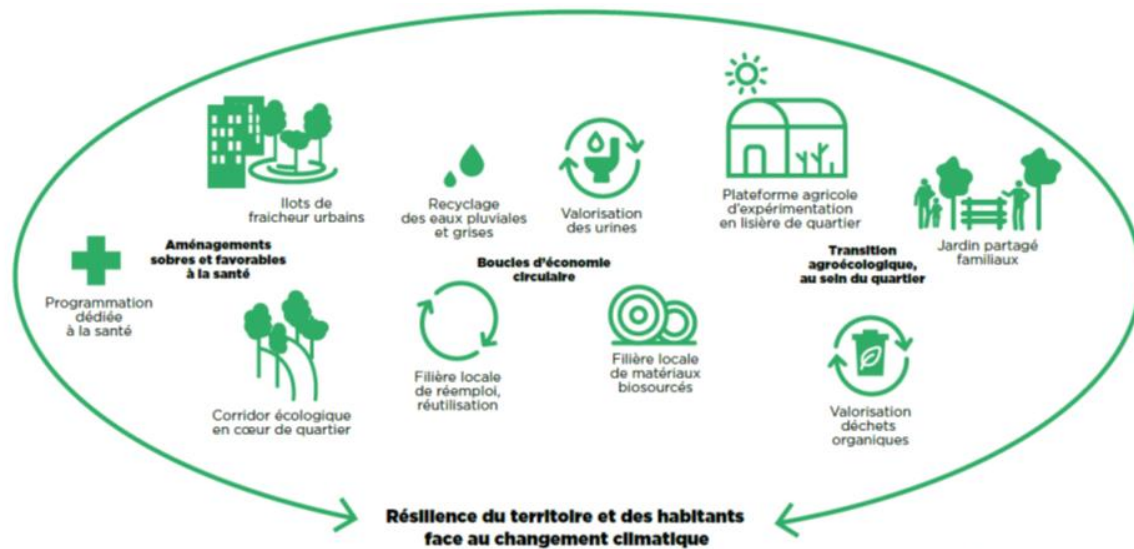 Ilots de
fraicheur urbains
Recyclage
des eaux pluviales
et grises
Valorisation
des urines
Plateforme agricole
d'expérimentation
en lisière de quartier
Jardin partagé
familiaux
Aménagements
sobres et favorables
à la santé
Boucles d'économie
circulaire
Transition
agroécologique,
au sein du quartier
Programmation
dédiée
à la santé
Corridor écologique
en cœur de quartier
Filière locale
de réemploi,
réutilisation
Filière locale
de matériaux
biosourcés
Valorisation
déchets
organiques
Résilience du territoire et des habitants
face au changement climatique